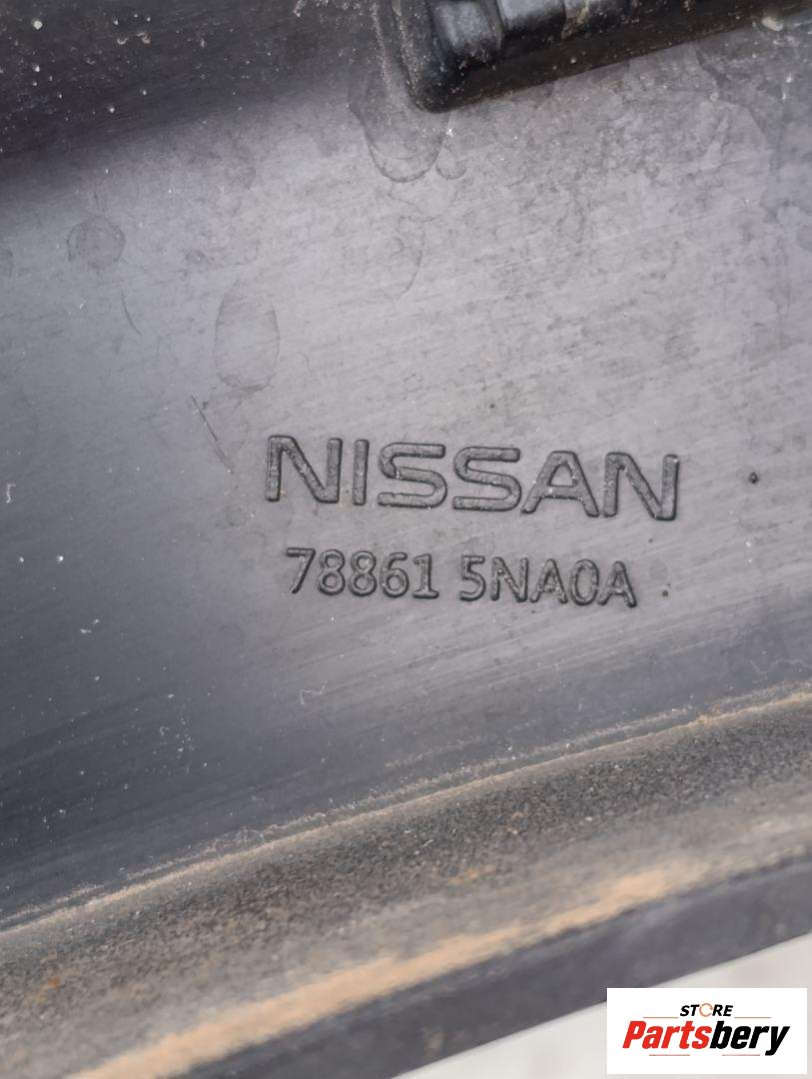 NISSAN
78861 5NA0A
STORE
Partsbery